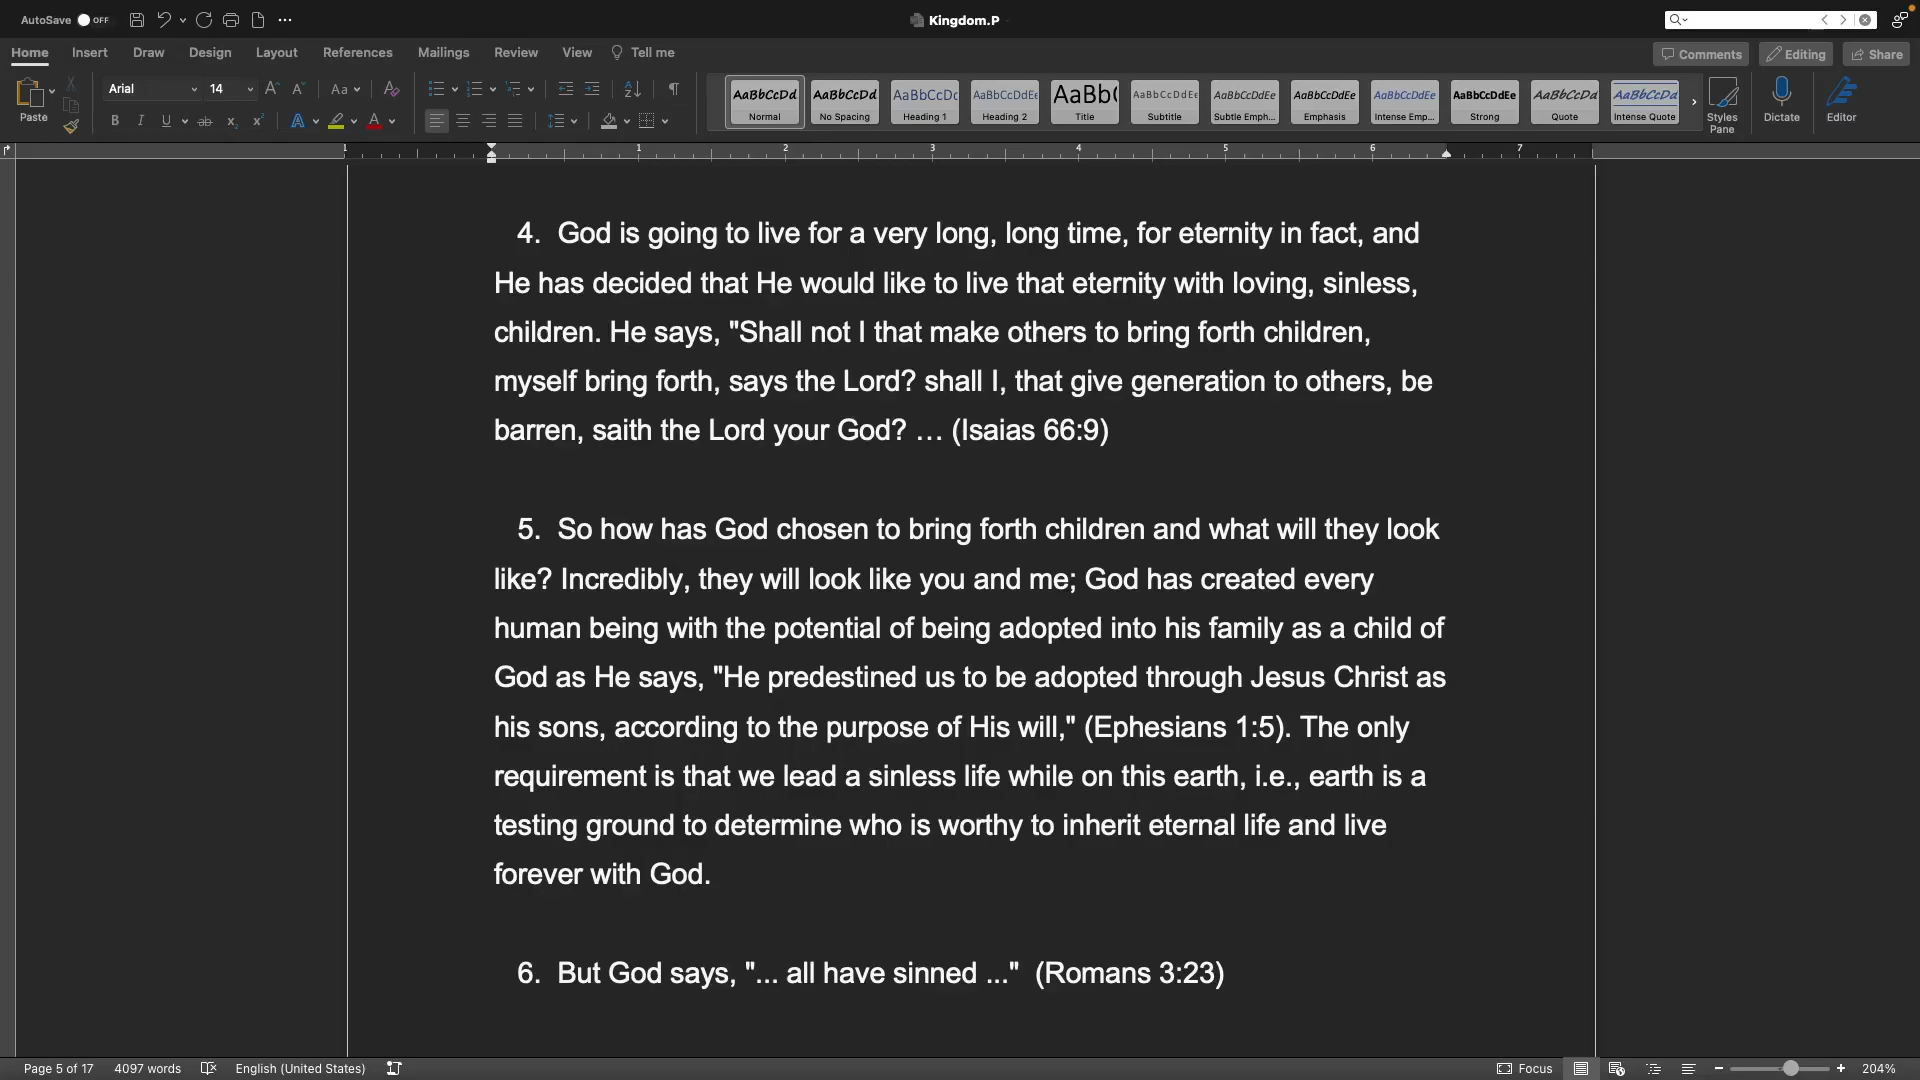 AutoSave OFF
Kingdom.P
Home Insert Draw Design Layout References Mailings Review View Tell me
Comments Editing Share
Paste
Arial 14
Aa
AaBbCcDd Normal
AaBbCcDd No Spacing
AaBbCcDc Heading 1
AaBbCcDdEe Heading 2
AaBb( Title
AaBbCcDdEe Subtitle
AaBbCcDdEe Subtle Emph...
AaBbCcDdEe Emphasis
AaBbCcDdEe Intense Emp...
AaBbCcDdEe Strong
AaBbCcDd Quote
AaBbCcDd Intense Quote
Styles Pane
Dictate
Editor
1 1 2 3 4 5 6 7
4. God is going to live for a very long, long time, for eternity in fact, and
He has decided that He would like to live that eternity with loving, sinless,
children. He says, "Shall not I that make others to bring forth children,
myself bring forth, says the Lord? shall I, that give generation to others, be
barren, saith the Lord your God? … (Isaias 66:9)
5. So how has God chosen to bring forth children and what will they look
like? Incredibly, they will look like you and me; God has created every
human being with the potential of being adopted into his family as a child of
God as He says, "He predestined us to be adopted through Jesus Christ as
his sons, according to the purpose of His will," (Ephesians 1:5). The only
requirement is that we lead a sinless life while on this earth, i.e., earth is a
testing ground to determine who is worthy to inherit eternal life and live
forever with God.
6. But God says, "... all have sinned ..." (Romans 3:23)
Page 5 of 17 4097 words English (United States) Focus 204%